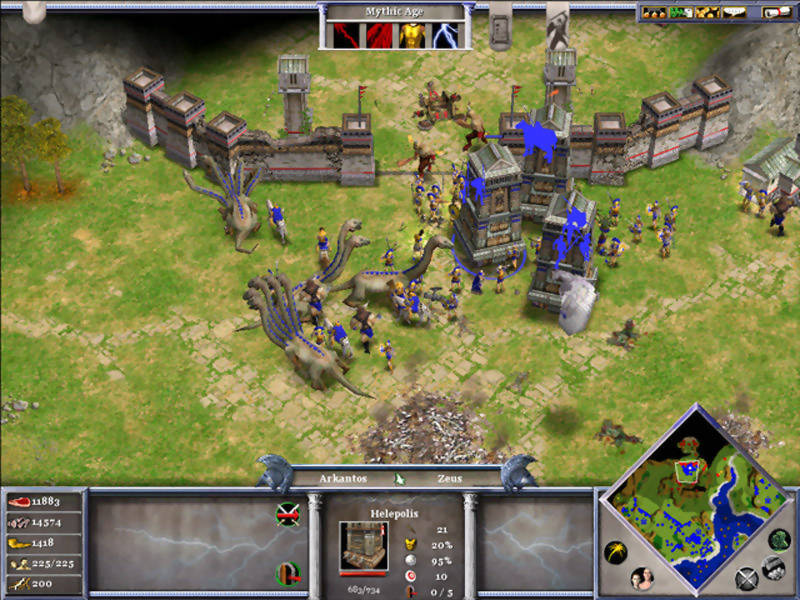 Mythic Age
Arkantos
Zeus
11883
14574
1418
225/225
200
Helepolis
21
20%
95%
10
0/5
683/734